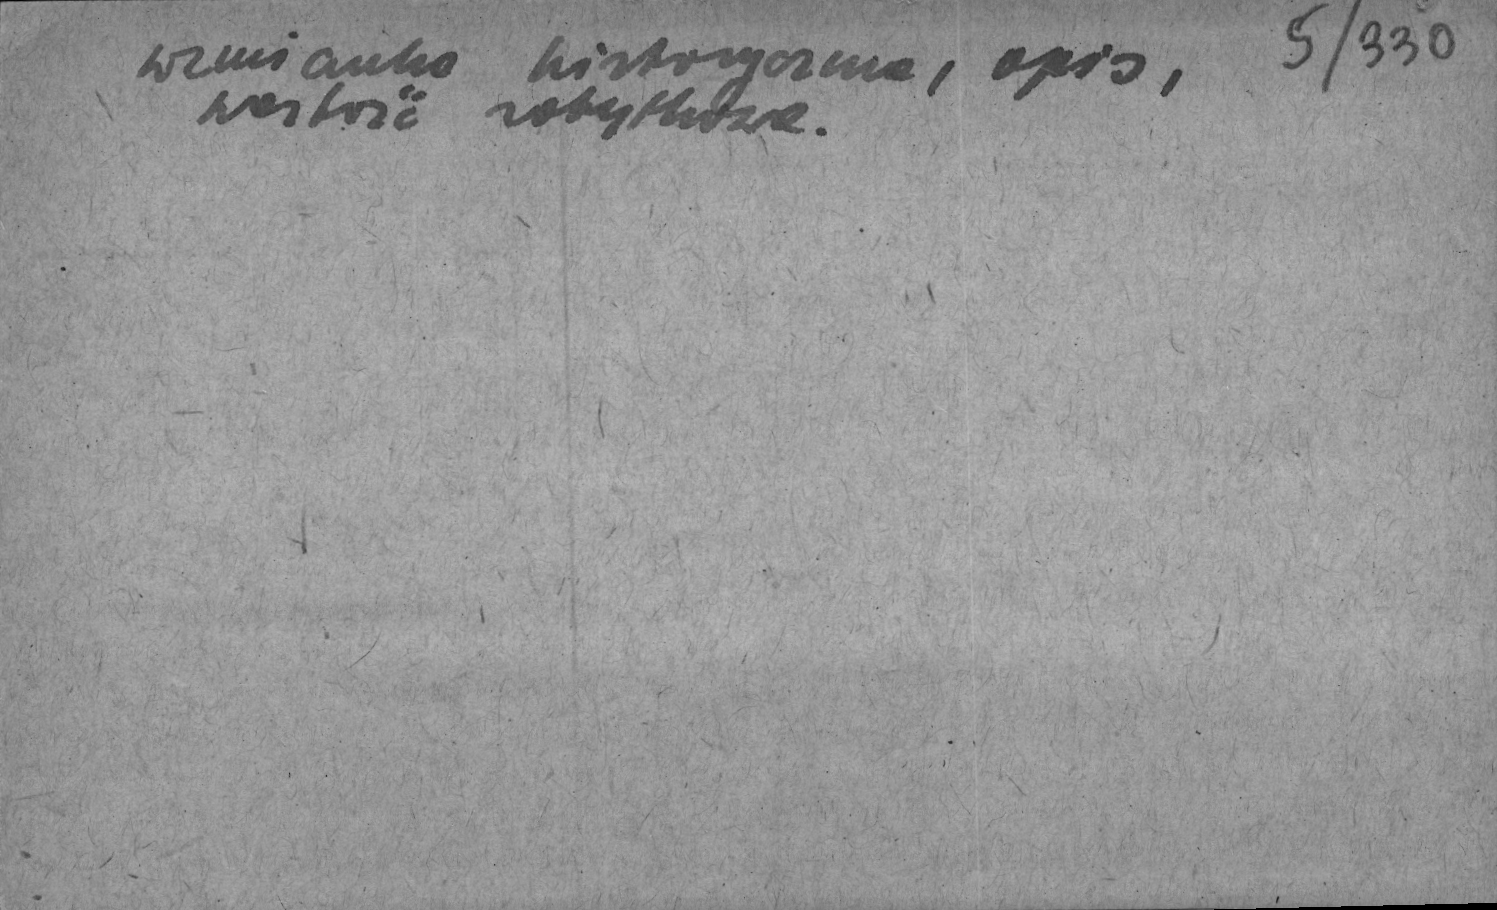 5/330
wzmianka historyczna, opis,
wartość zabytkowa.